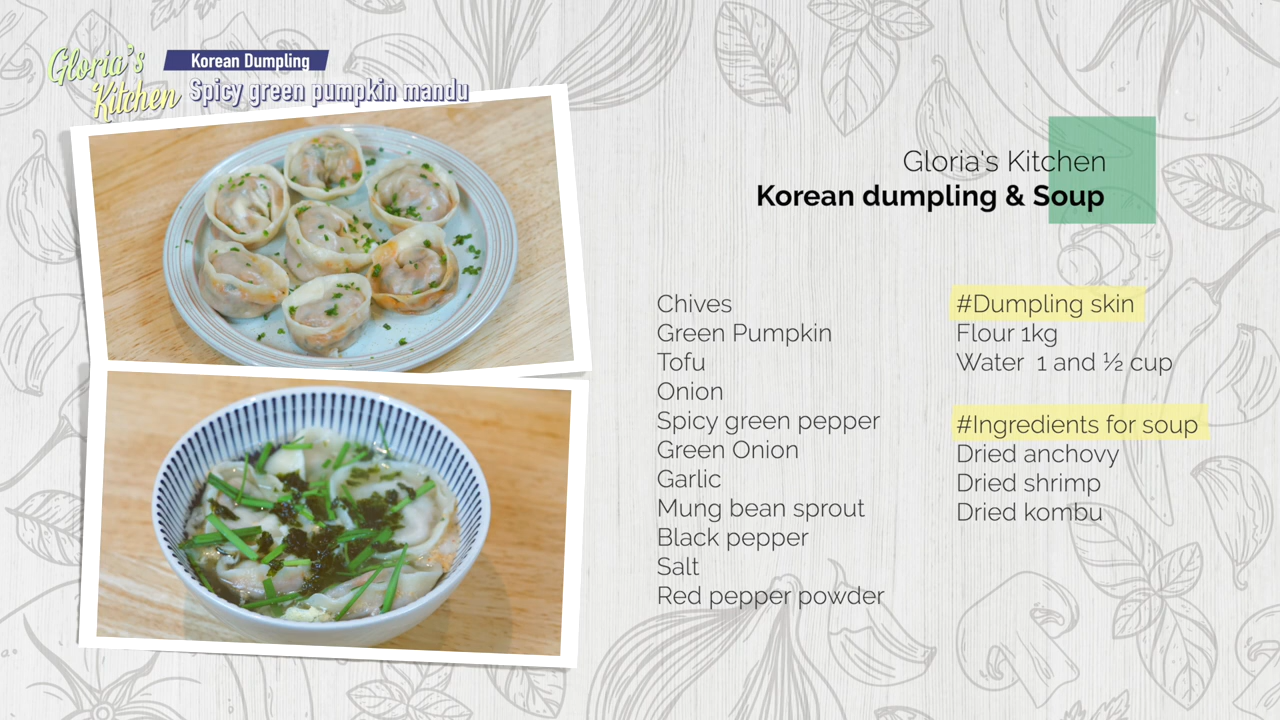 Gloria's
Kitchen
Korean Dumpling
Spicy green pumpkin mandu
Gloria's Kitchen
Korean dumpling & Soup
Chives
Green Pumpkin
Tofu
Onion
Spicy green pepper
Green Onion
Garlic
Mung bean sprout
Black pepper
Salt
Red pepper powder
#Dumpling skin
Flour 1kg
Water 1 and ½ cup
#Ingredients for soup
Dried anchovy
Dried shrimp
Dried kombu